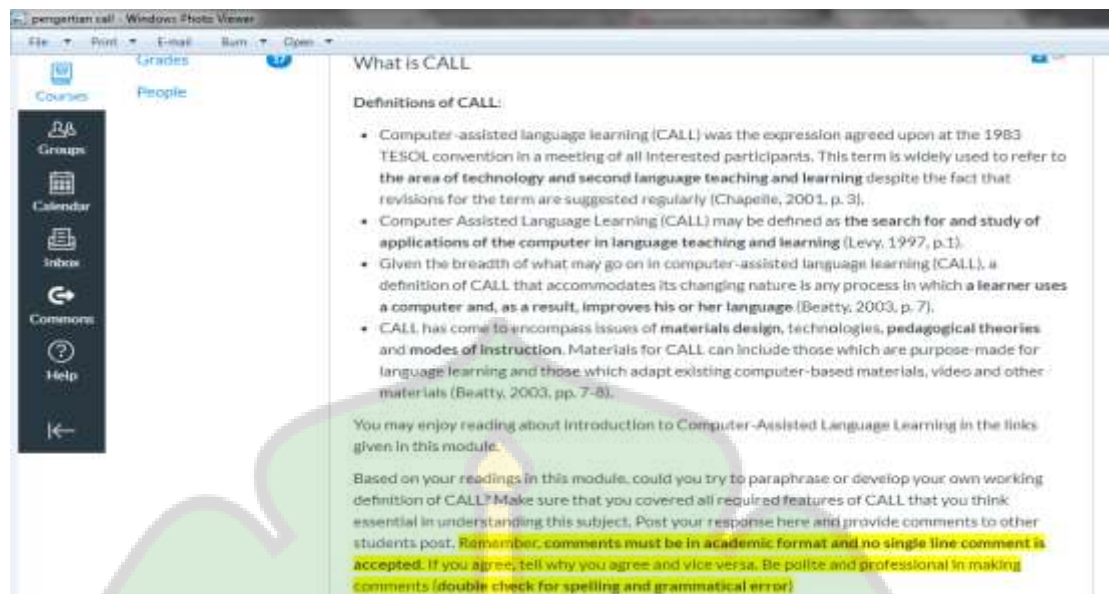 pengertian call - Windows Photo Viewer
File Print E-mail Burn Open
Grades
Courses
People
Groups
Calendar
Inbox
Commons
Help
What is CALL
Definitions of CALL:
• Computer-assisted language learning (CALL) was the expression agreed upon at the 1983
TESOL convention in a meeting of all interested participants. This term is widely used to refer to
the area of technology and second language teaching and learning despite the fact that
revisions for the term are suggested regularly (Chapelle, 2001, p. 3).
• Computer Assisted Language Learning (CALL) may be defined as the search for and study of
applications of the computer in language teaching and learning (Levy, 1997, p.1).
• Given the breadth of what may go on in computer-assisted language learning (CALL), a
definition of CALL that accommodates its changing nature is any process in which a learner uses
a computer and, as a result, improves his or her language (Beatty, 2003, p. 7).
• CALL has come to encompass issues of materials design, technologies, pedagogical theories
and modes of instruction. Materials for CALL can include those which are purpose-made for
language learning and those which adapt existing computer-based materials, video and other
materials (Beatty, 2003, pp. 7-8).
You may enjoy reading about introduction to Computer-Assisted Language Learning in the links
given in this module.
Based on your readings in this module, could you try to paraphrase or develop your own working
definition of CALL? Make sure that you covered all required features of CALL that you think
essential in understanding this subject. Post your response here and provide comments to other
students post. Remember, comments must be in academic format and no single line comment is
accepted. If you agree, tell why you agree and vice versa. Be polite and professional in making
comments (double check for spelling and grammatical error)